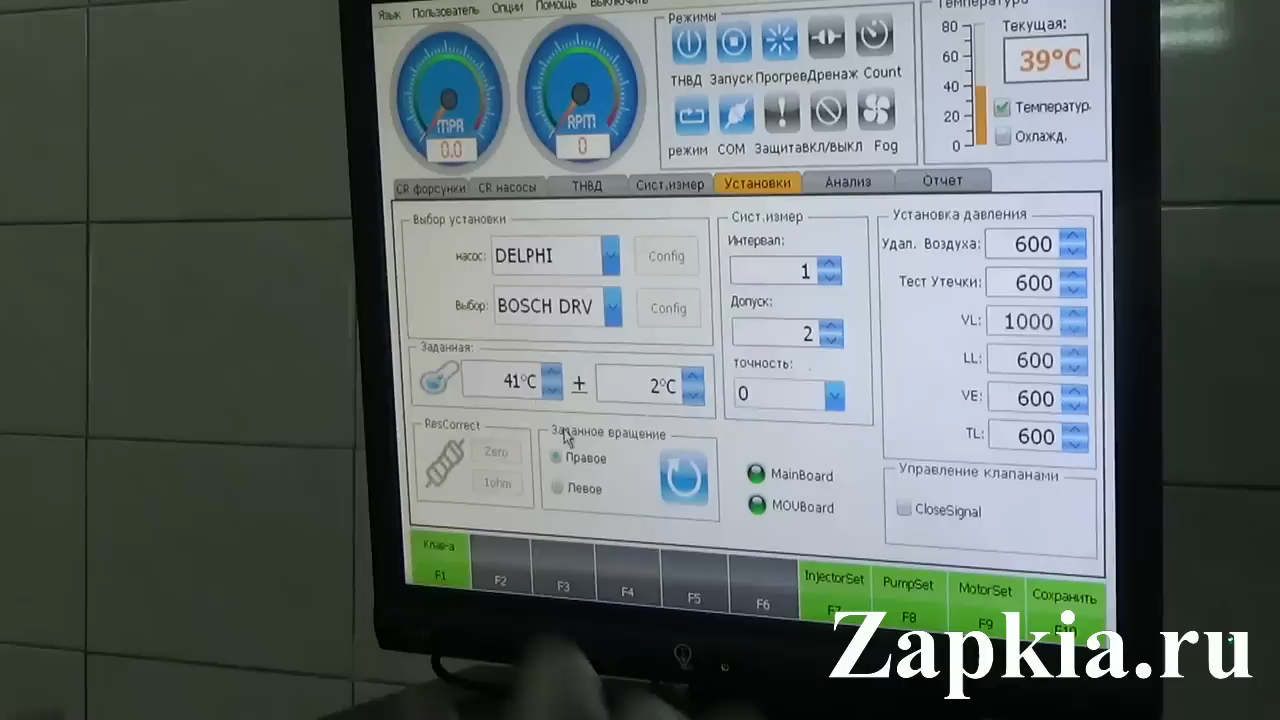 Язык Пользователь Опции Помощь Выключить
MPA
0.0
RPM
0
Режимы
ТНВД Запуск Прогрев Дренаж Count
режим COM Защита вкл/выкл Fog
Температура
80
60
40
20
0
Текущая:
39°C
Температур.
Охлажд.
CR форсунки CR насосы ТНВД Сист.измер Установки Анализ Отчет
Выбор установки
насос: DELPHI Config
Выбор: BOSCH DRV Config
Заданная:
41°C ± 2°C
ResCorrect
Zero
1ohm
Заданное вращение
Правое
Левое
Сист.измер
Интервал:
1
Допуск:
2
точность:
0
MainBoard
MOUBoard
Установка давления
Удал. Воздуха: 600
Тест Утечки: 600
VL: 1000
LL: 600
VE: 600
TL: 600
Управление клапанами
CloseSignal
Клав-а InjectorSet PumpSet MotorSet Сохранить
F1 F2 F3 F4 F5 F6 F7 F8 F9 F10
Zapkia.ru